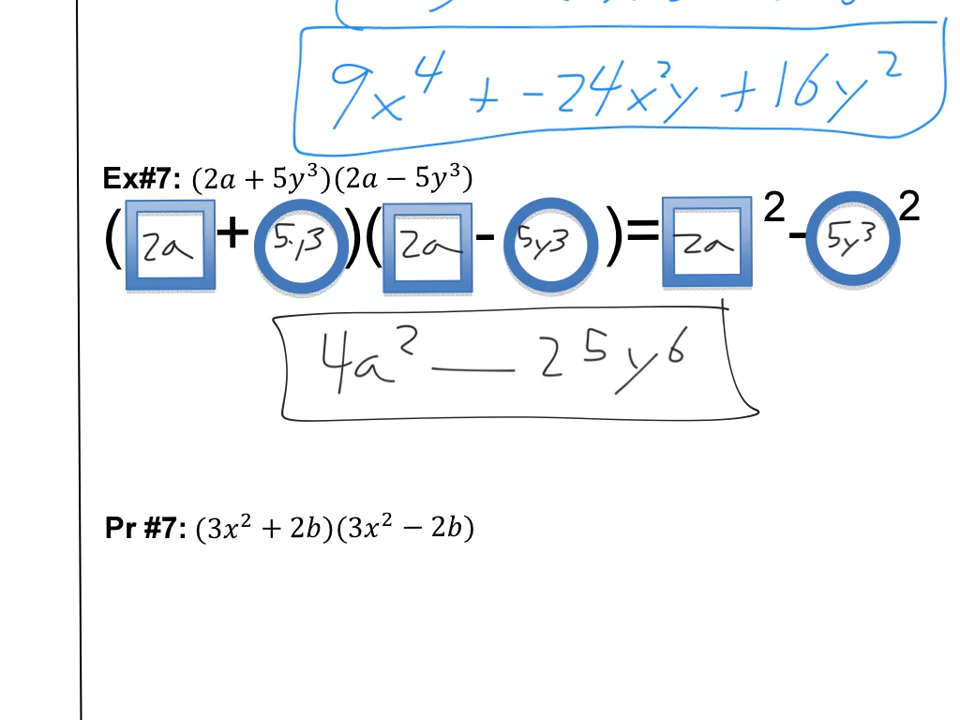 9x⁴ + -24x²y + 16y²
Ex#7: (2a + 5y³)(2a − 5y³)
(2a+5y3)(2a-5y3)=2a²-5y³²
4a² — 25y⁶
Pr #7: (3x² + 2b)(3x² − 2b)